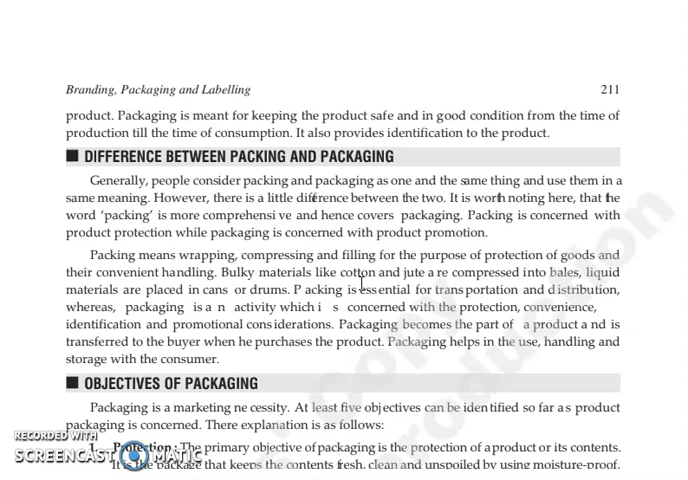 Branding, Packaging and Labelling 211
product. Packaging is meant for keeping the product safe and in good condition from the time of
production till the time of consumption. It also provides identification to the product.
DIFFERENCE BETWEEN PACKING AND PACKAGING
Generally, people consider packing and packaging as one and the same thing and use them in a
same meaning. However, there is a little difference between the two. It is worth noting here, that the
word ‘packing’ is more comprehensive and hence covers packaging. Packing is concerned with
product protection while packaging is concerned with product promotion.
Packing means wrapping, compressing and filling for the purpose of protection of goods and
their convenient handling. Bulky materials like cotton and jute are compressed into bales, liquid
materials are placed in cans or drums. Packing is essential for transportation and distribution,
whereas, packaging is a n activity which i s concerned with the protection, convenience,
identification and promotional considerations. Packaging becomes the part of a product and is
transferred to the buyer when he purchases the product. Packaging helps in the use, handling and
storage with the consumer.
OBJECTIVES OF PACKAGING
Packaging is a marketing necessity. At least five objectives can be identified so far as product
packaging is concerned. There explanation is as follows:
1. Protection : The primary objective of packaging is the protection of a product or its contents.
It is the package that keeps the contents fresh, clean and unspoiled by using moisture-proof,
RECORDED WITH
SCREENCAST MATIC